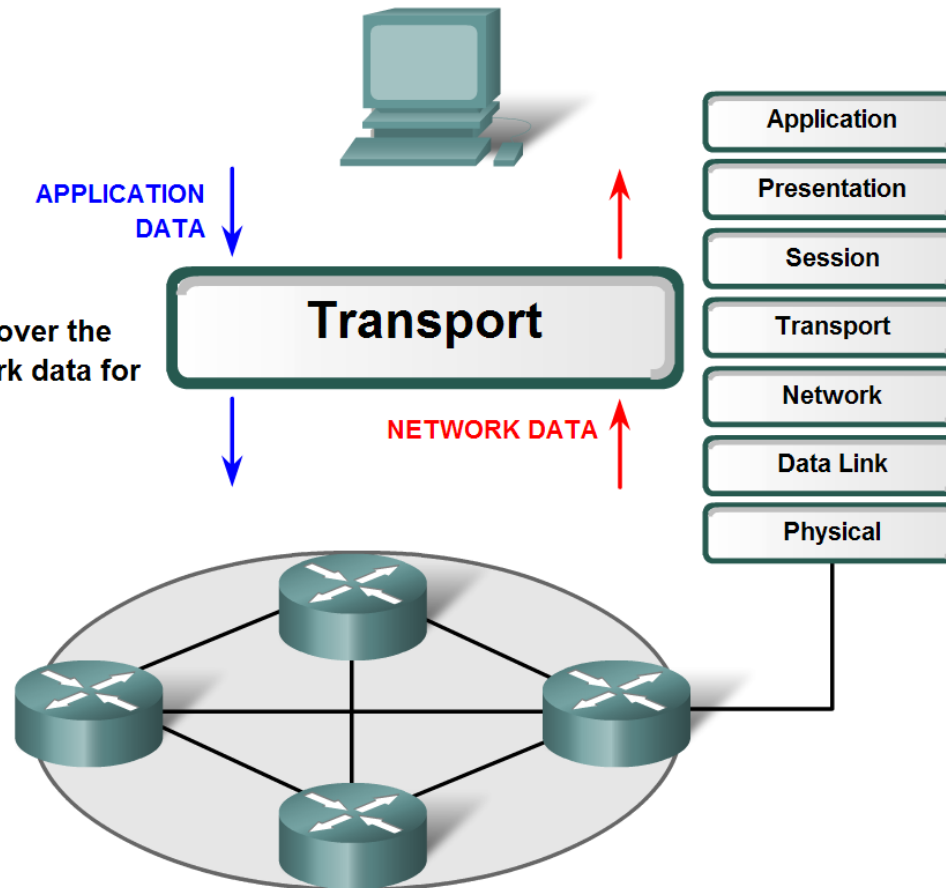 APPLICATION
DATA
over the
rk data for
Transport
NETWORK DATA
Application
Presentation
Session
Transport
Network
Data Link
Physical